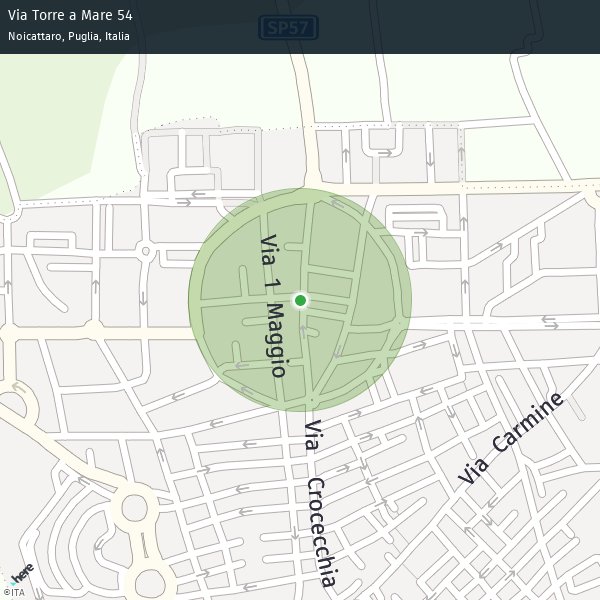 Via Torre a Mare 54
Noicattaro, Puglia, Italia
SP57
Via 1 Maggio
Via Carmine
Via Crocecchia
here
©ITA